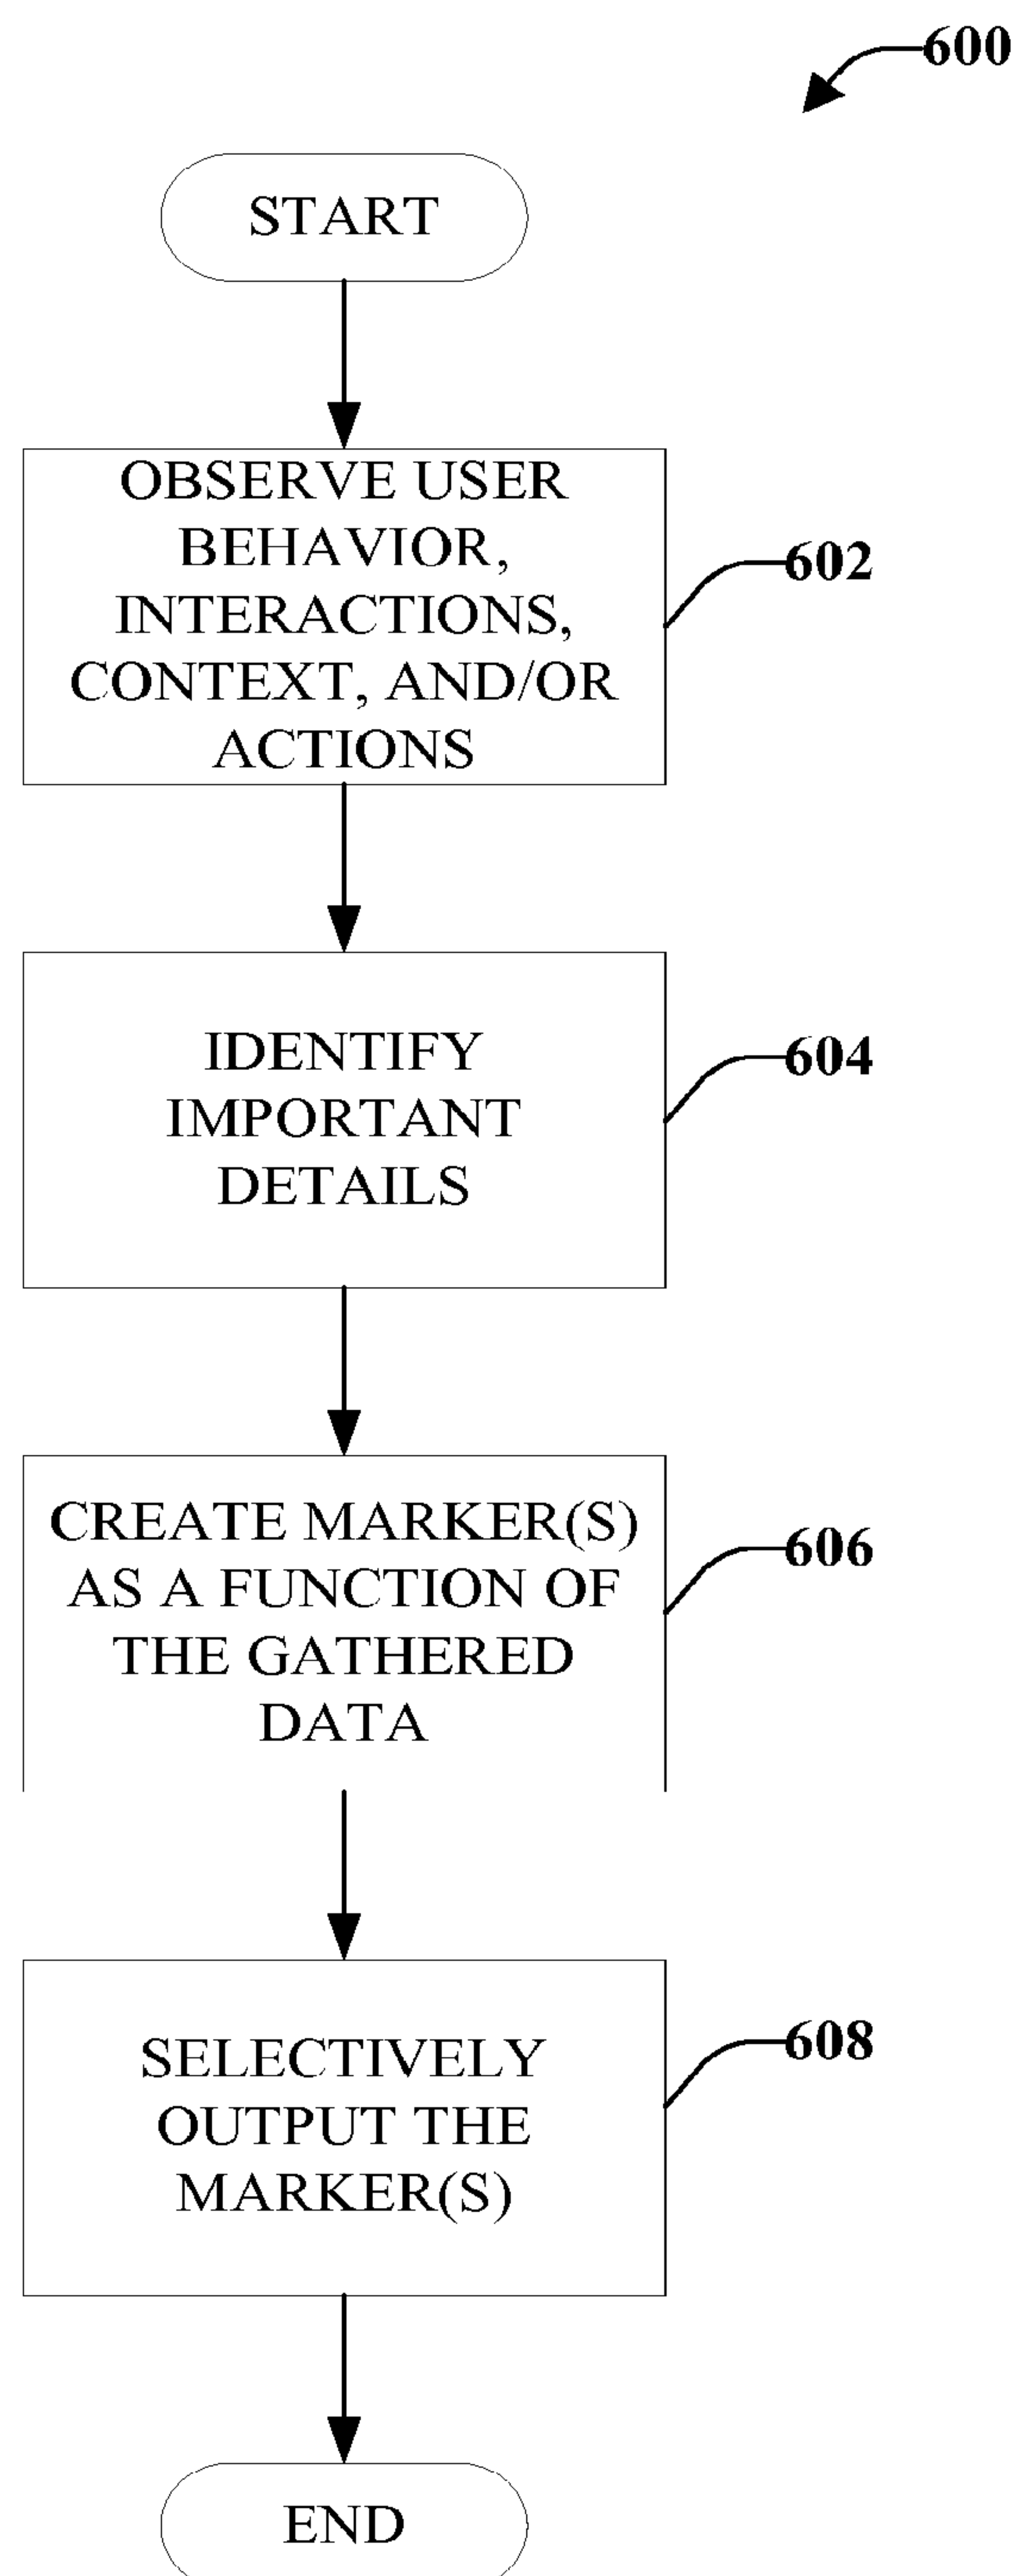 600
START
OBSERVE USER
BEHAVIOR,
INTERACTIONS,
CONTEXT, AND/OR
ACTIONS
602
IDENTIFY
IMPORTANT
DETAILS
604
CREATE MARKER(S)
AS A FUNCTION OF
THE GATHERED
DATA
606
SELECTIVELY
OUTPUT THE
MARKER(S)
608
END